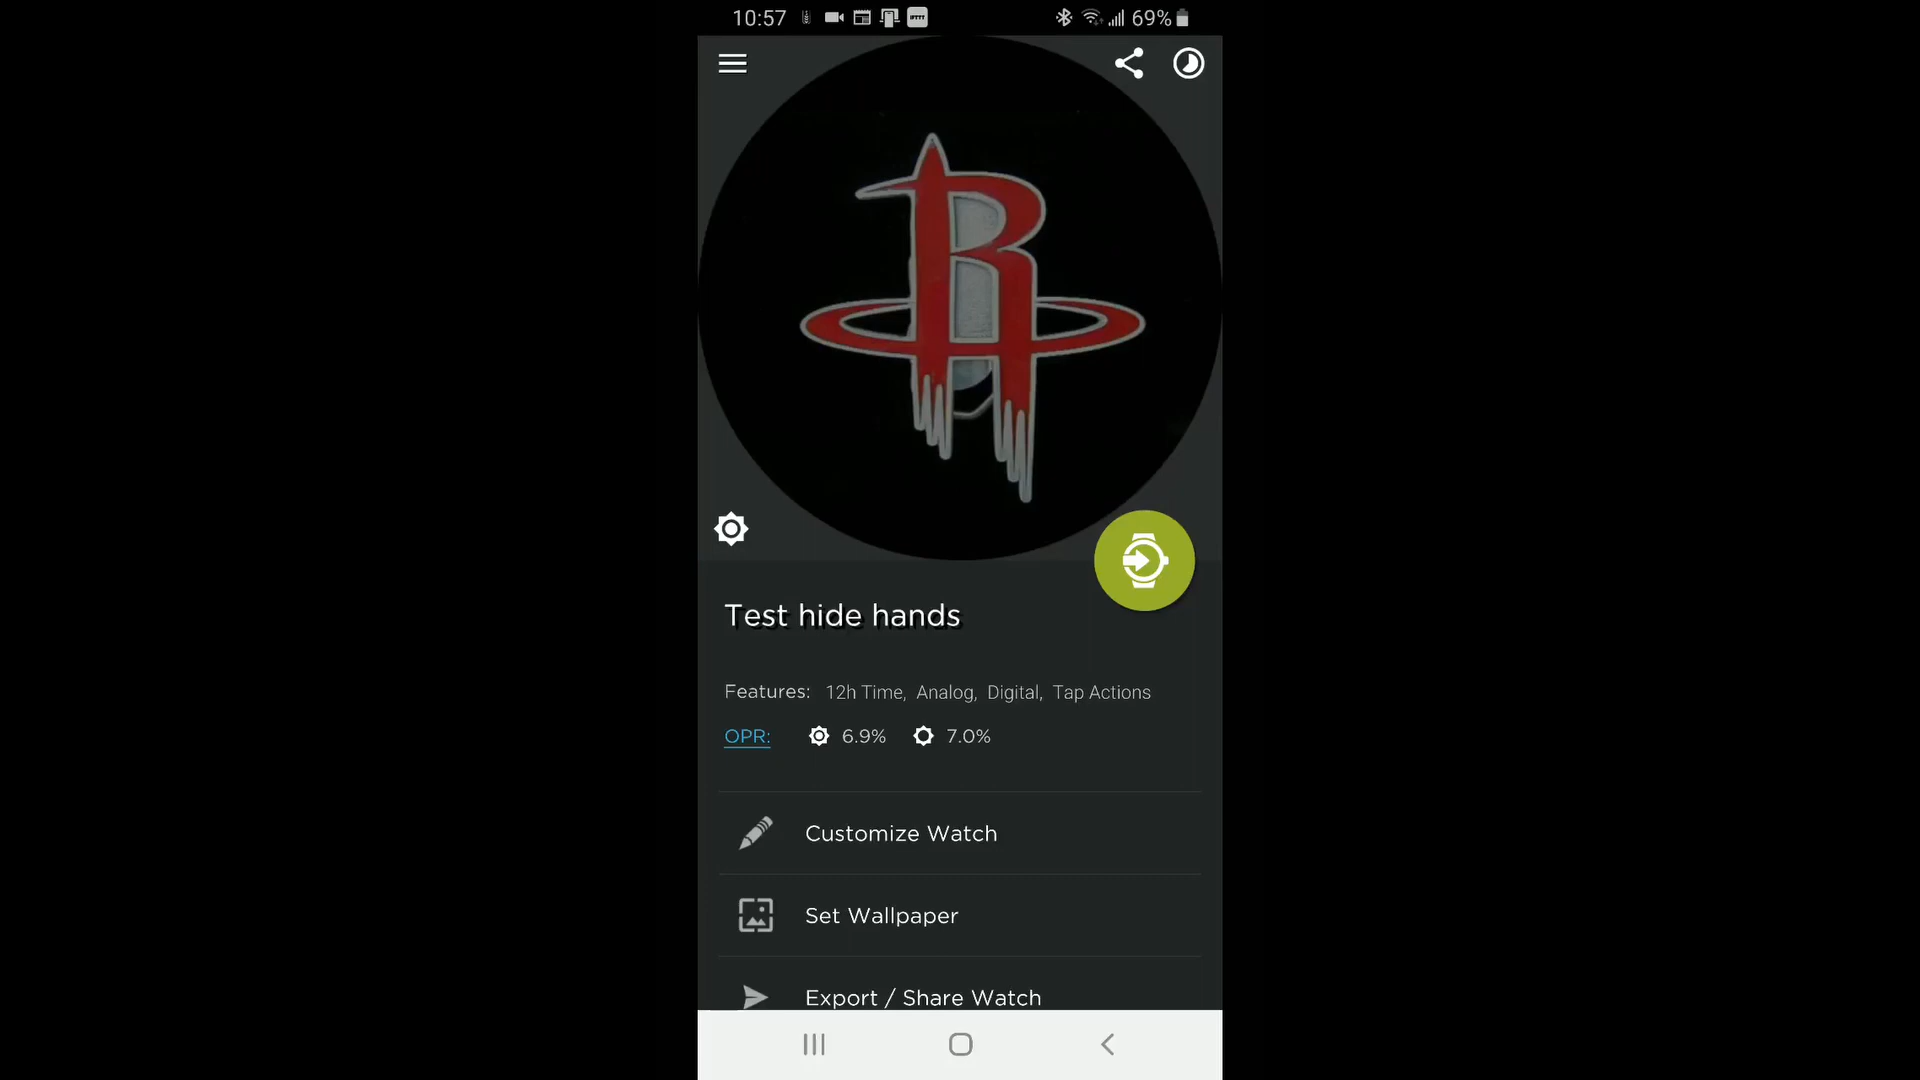 10:57 69%
R
Test hide hands
Features: 12h Time, Analog, Digital, Tap Actions
OPR: 6.9% 7.0%
Customize Watch
Set Wallpaper
Export / Share Watch